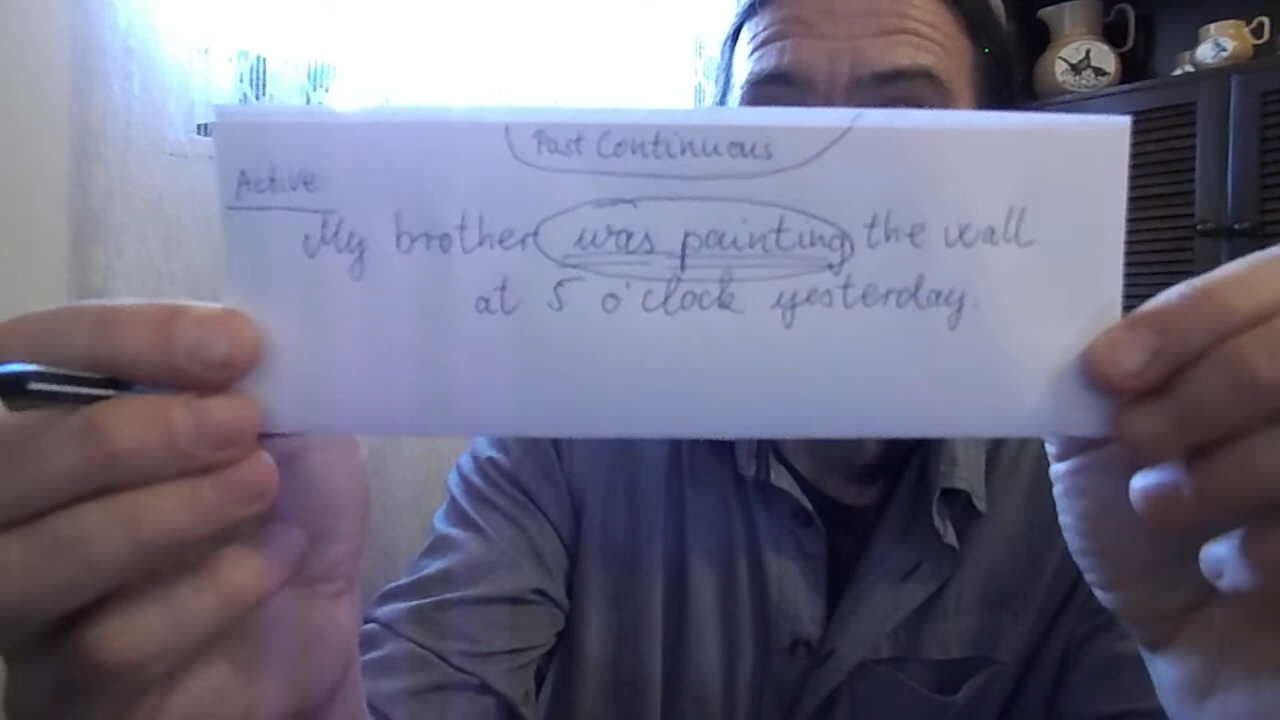 Past Continuous
Active
My brother was painting the wall
at 5 o'clock yesterday.